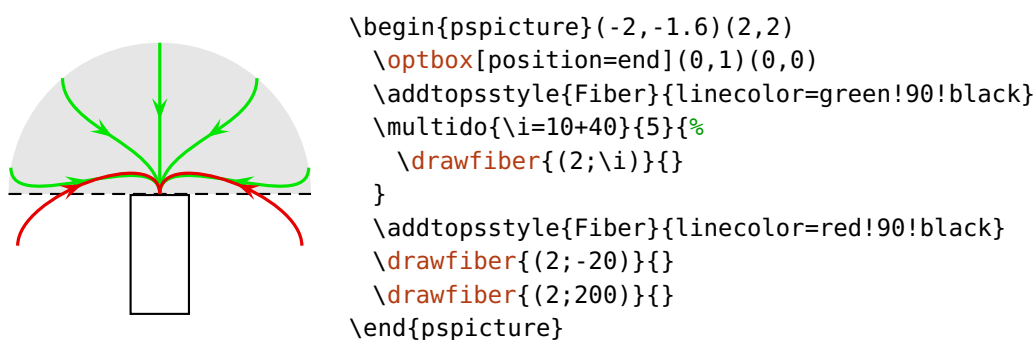 \begin{pspicture}(-2,-1.6)(2,2)
  \optbox[position=end](0,1)(0,0)
  \addtopsstyle{Fiber}{linecolor=green!90!black}
  \multido{\i=10+40}{5}{%
    \drawfiber{(2;\i)}{}
  }
  \addtopsstyle{Fiber}{linecolor=red!90!black}
  \drawfiber{(2;-20)}{}
  \drawfiber{(2;200)}{}
\end{pspicture}